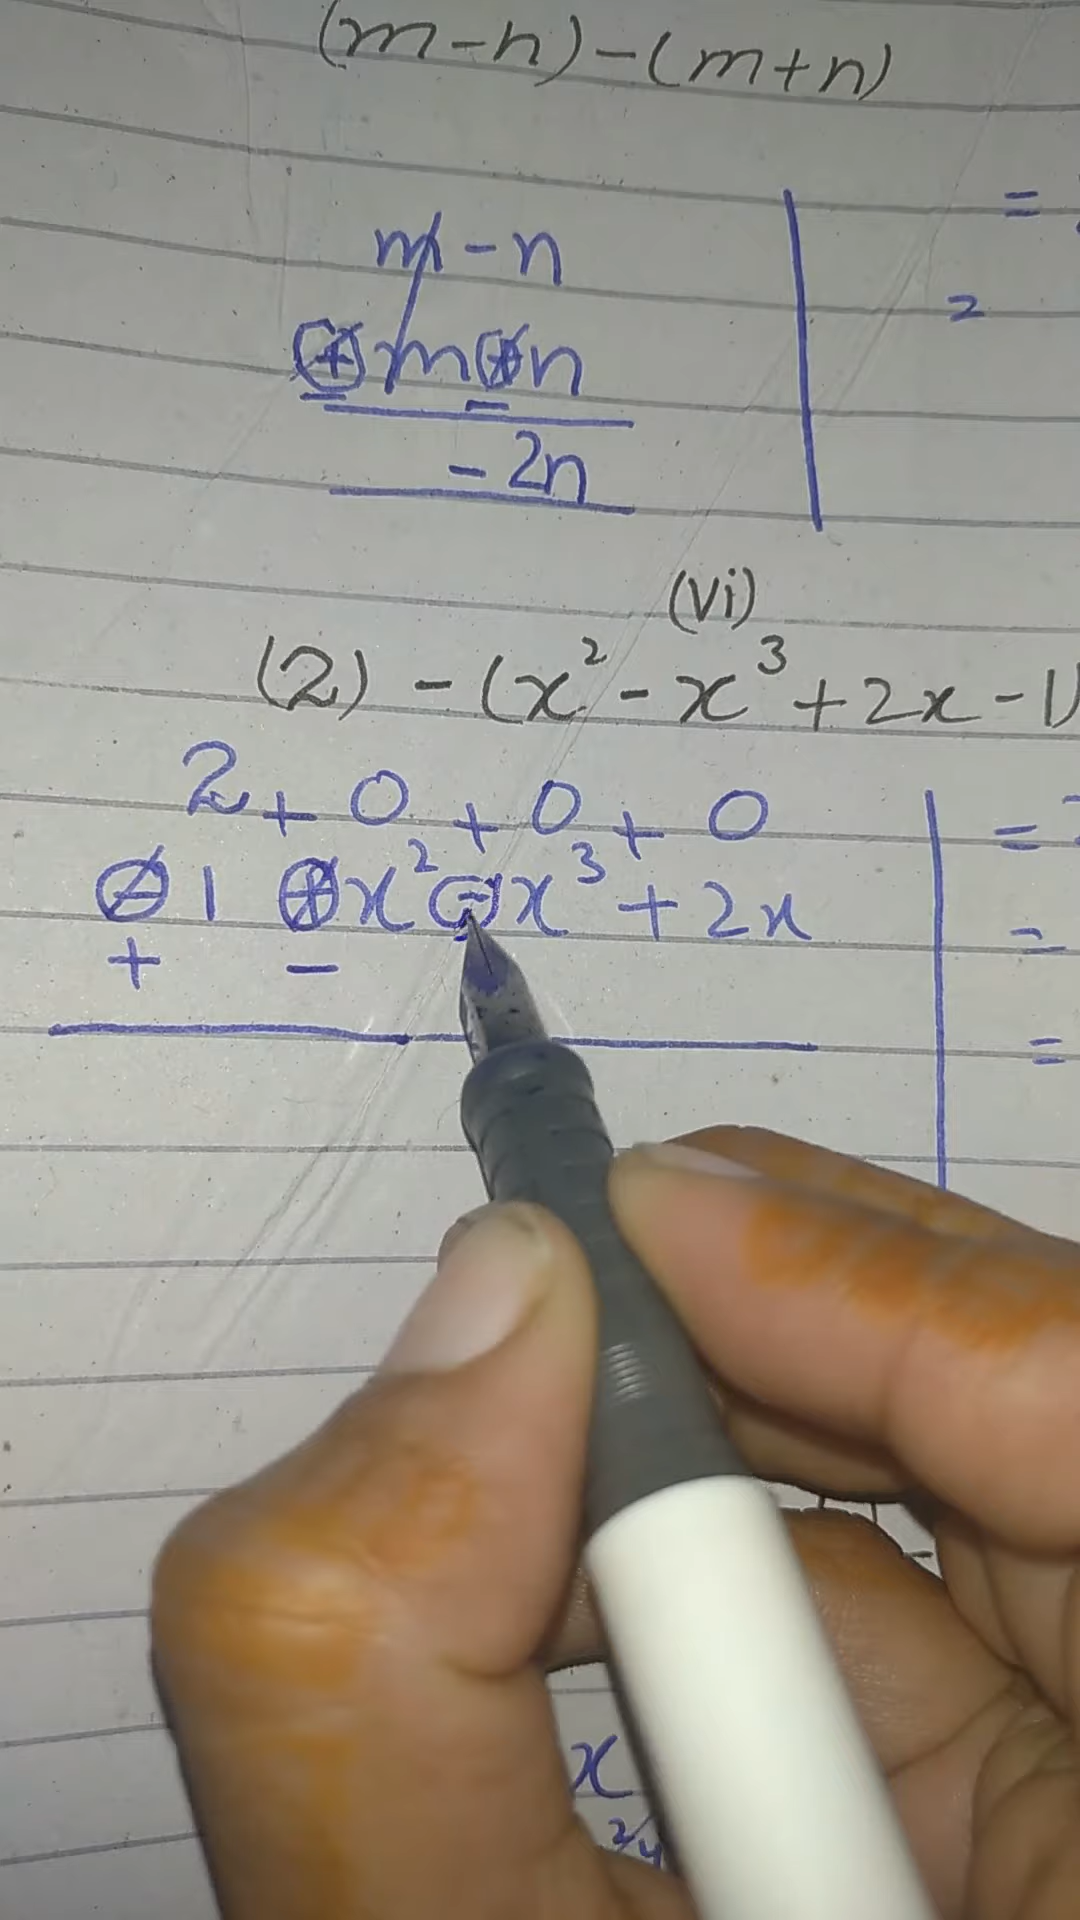 (m-n)-(m+n)
=
m - n
=
+ m + n
- -
- 2n
(vi)
(2) - (x² - x³ + 2x - 1)
2 + 0 + 0 + 0
=
- 1 + x² - x³ + 2x
=
+ -
=
x